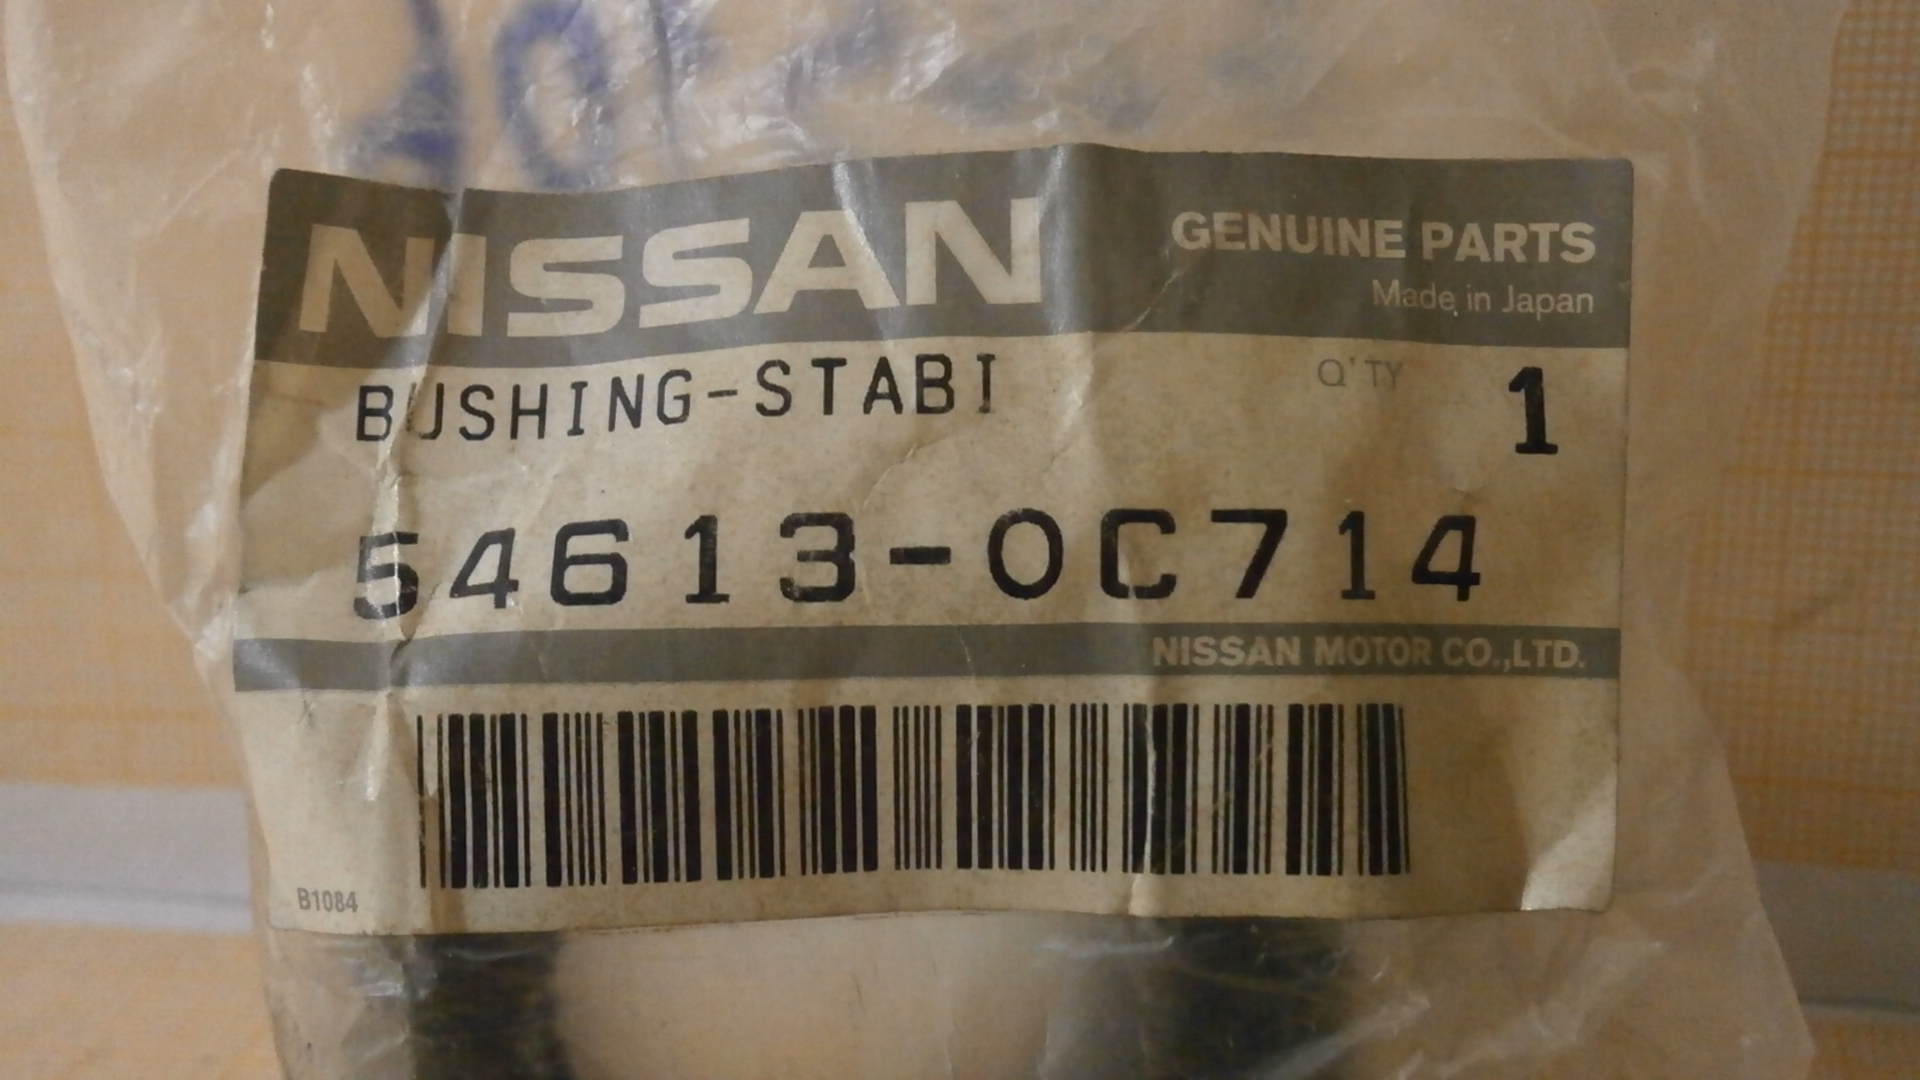 NISSAN
GENUINE PARTS
Made in Japan
BUSHING-STABI
Q'TY 1
54613-0C714
NISSAN MOTOR CO.,LTD.
B1084